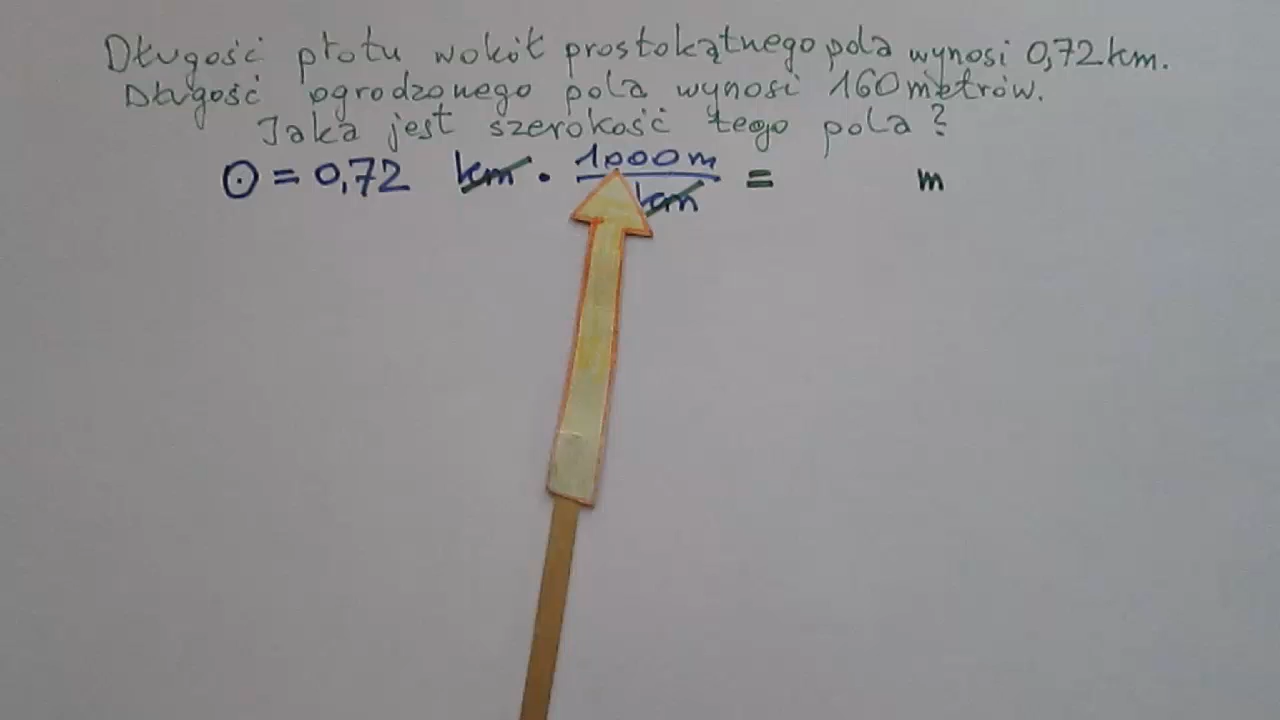 Długość płotu wokół prostokątnego pola wynosi 0,72 km.
Długość ogrodzonego pola wynosi 160 metrów.
Jaka jest szerokość tego pola?
O = 0,72 km · 1000m / km = m